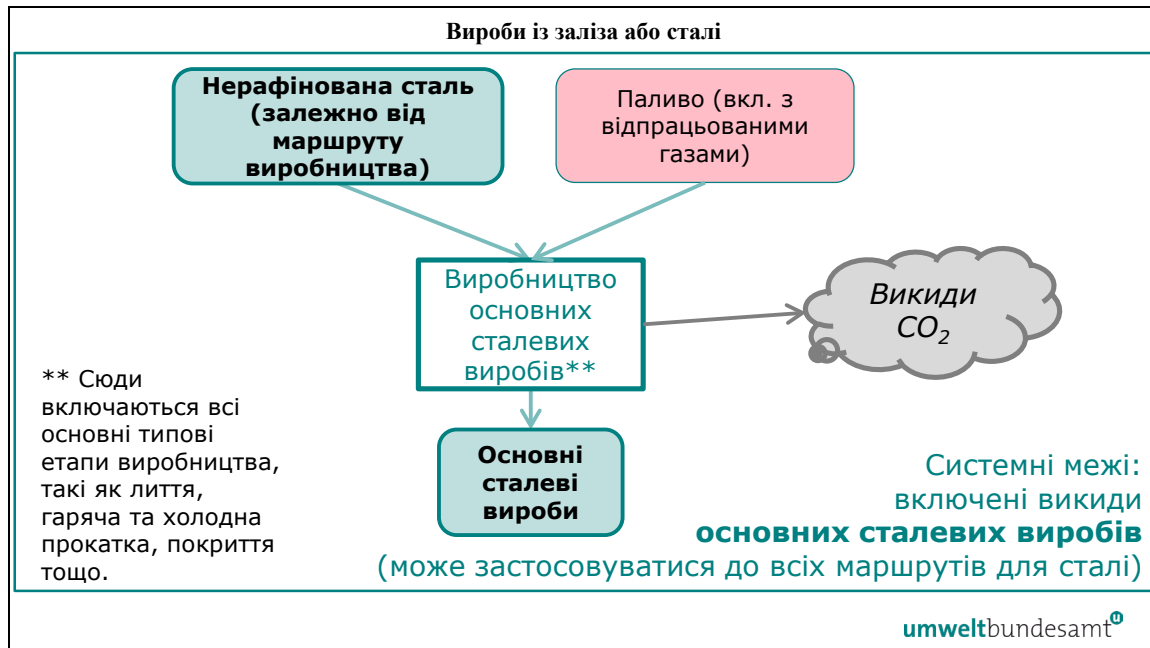 Вироби із заліза або сталі
Нерафінована сталь
(залежно від
маршруту
виробництва)
Паливо (вкл. з
відпрацьованими
газами)
Виробництво
основних
сталевих
виробів**
Викиди
CO2
** Сюди
включаються всі
основні типові
етапи виробництва,
такі як лиття,
гаряча та холодна
прокатка, покриття
тощо.
Основні
сталеві
вироби
Системні межі:
включені викиди
основних сталевих виробів
(може застосовуватися до всіх маршрутів для сталі)
umweltbundesamt